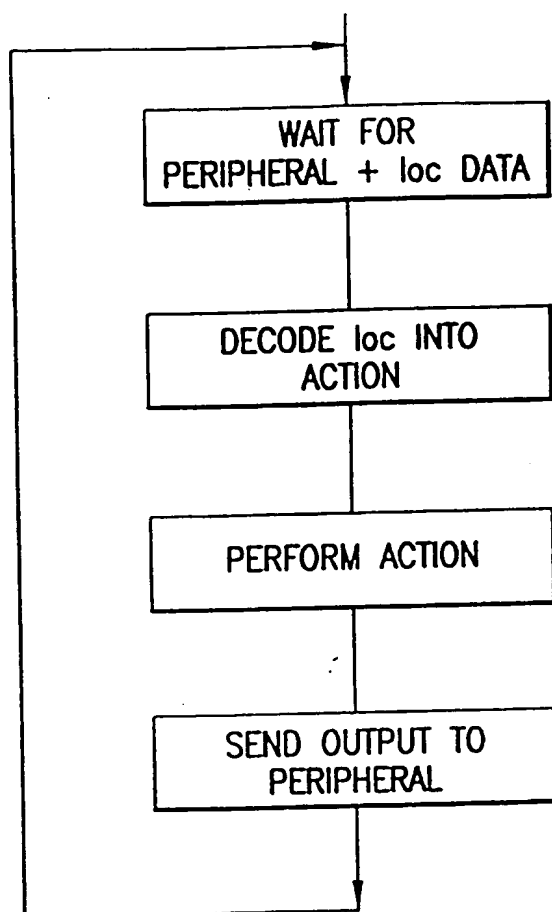 WAIT FOR
PERIPHERAL + loc DATA
DECODE loc INTO
ACTION
PERFORM ACTION
SEND OUTPUT TO
PERIPHERAL